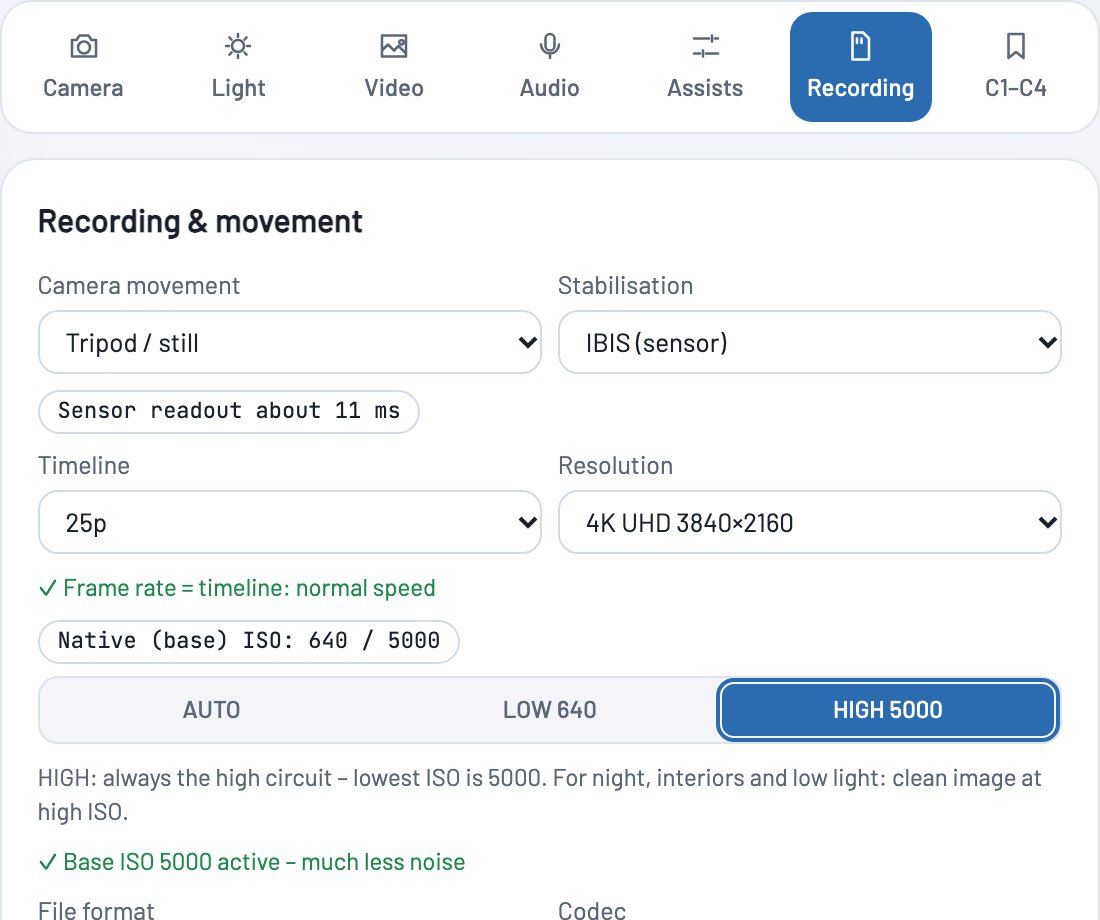 Camera
Light
Video
Audio
Assists
Recording
C1–C4
Recording & movement
Camera movement
Stabilisation
Tripod / still
IBIS (sensor)
Sensor readout about 11 ms
Timeline
Resolution
25p
4K UHD 3840×2160
✓ Frame rate = timeline: normal speed
Native (base) ISO: 640 / 5000
AUTO
LOW 640
HIGH 5000
HIGH: always the high circuit – lowest ISO is 5000. For night, interiors and low light: clean image at
high ISO.
✓ Base ISO 5000 active – much less noise
File format
Codec